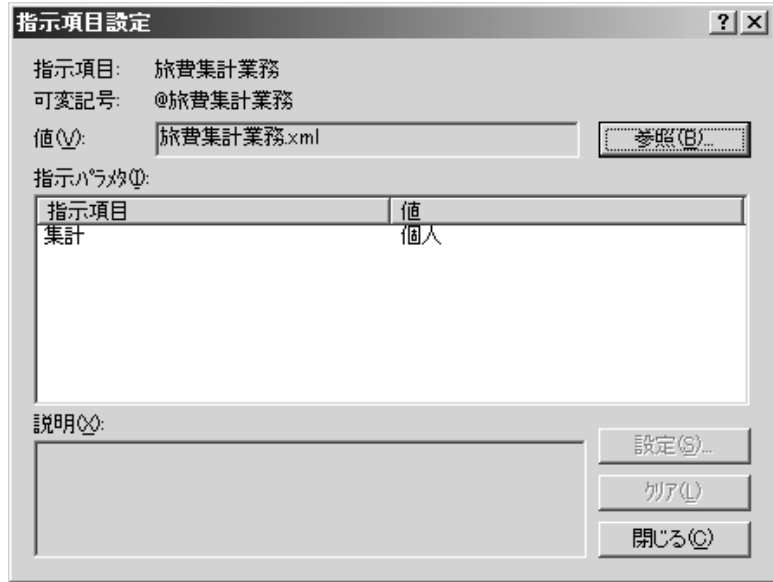 指示項目設定
指示項目: 旅費集計業務
可変記号: @旅費集計業務
値(V): 旅費集計業務.xml 参照(B)...
指示ﾊﾟﾗﾒﾀ(I):
指示項目 値
集計 個人
説明(X):
設定(S)...
ｸﾘｱ(L)
閉じる(C)